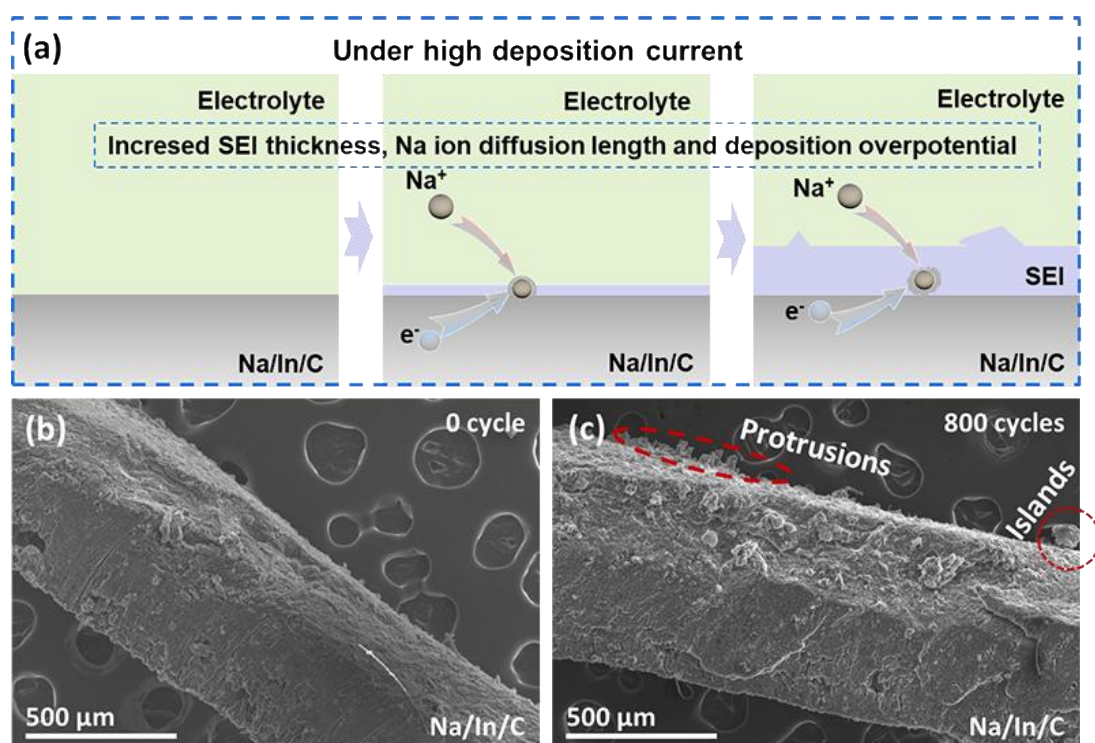 (a)
Under high deposition current
Electrolyte
Electrolyte
Electrolyte
Incresed SEI thickness, Na ion diffusion length and deposition overpotential
Na+
Na+
SEI
e-
e-
Na/In/C
Na/In/C
Na/In/C
(b)
0 cycle
500 μm
Na/In/C
(c)
800 cycles
Protrusions
Islands
500 μm
Na/In/C